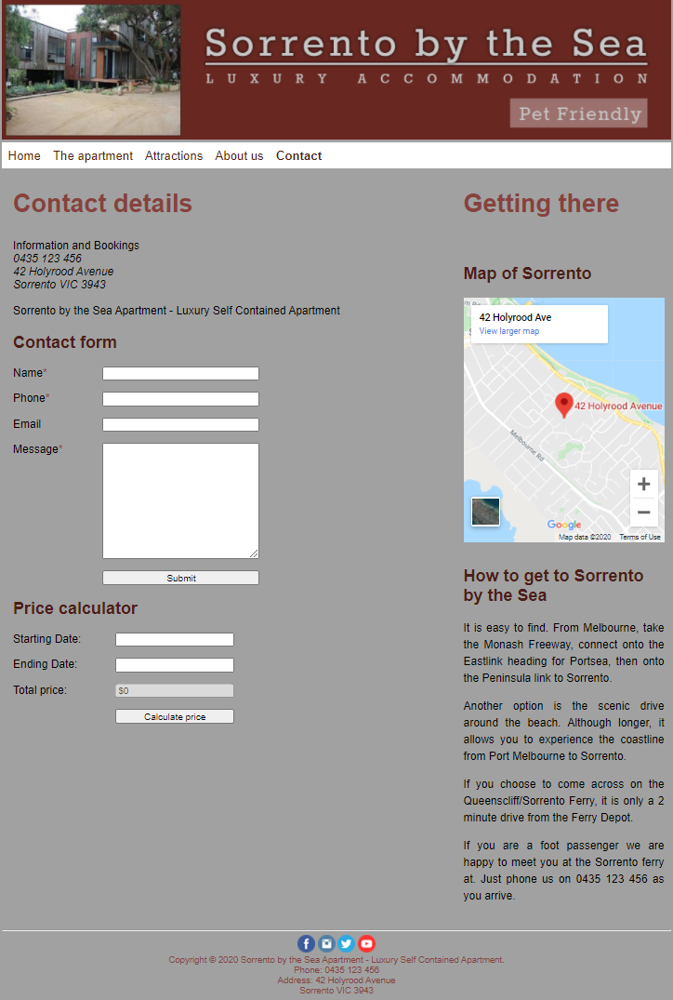 Sorrento by the Sea
LUXURY ACCOMMODATION
Pet Friendly
Home The apartment Attractions About us Contact
Contact details
Information and Bookings
0435 123 456
42 Holyrood Avenue
Sorrento VIC 3943
Sorrento by the Sea Apartment - Luxury Self Contained Apartment
Contact form
Name*
Phone*
Email
Message*
Submit
Price calculator
Starting Date:
Ending Date:
Total price: $0
Calculate price
Getting there
Map of Sorrento
42 Holyrood Ave
View larger map
42 Holyrood Avenue
Melbourne Rd
Google
Map data ©2020 Terms of Use
How to get to Sorrento
by the Sea
It is easy to find. From Melbourne, take
the Monash Freeway, connect onto the
Eastlink heading for Portsea, then onto
the Peninsula link to Sorrento.
Another option is the scenic drive
around the beach. Although longer, it
allows you to experience the coastline
from Port Melbourne to Sorrento.
If you choose to come across on the
Queenscliff/Sorrento Ferry, it is only a 2
minute drive from the Ferry Depot.
If you are a foot passenger we are
happy to meet you at the Sorrento ferry
at. Just phone us on 0435 123 456 as
you arrive.
Copyright © 2020 Sorrento by the Sea Apartment - Luxury Self Contained Apartment.
Phone: 0435 123 456
Address: 42 Holyrood Avenue
Sorrento VIC 3943